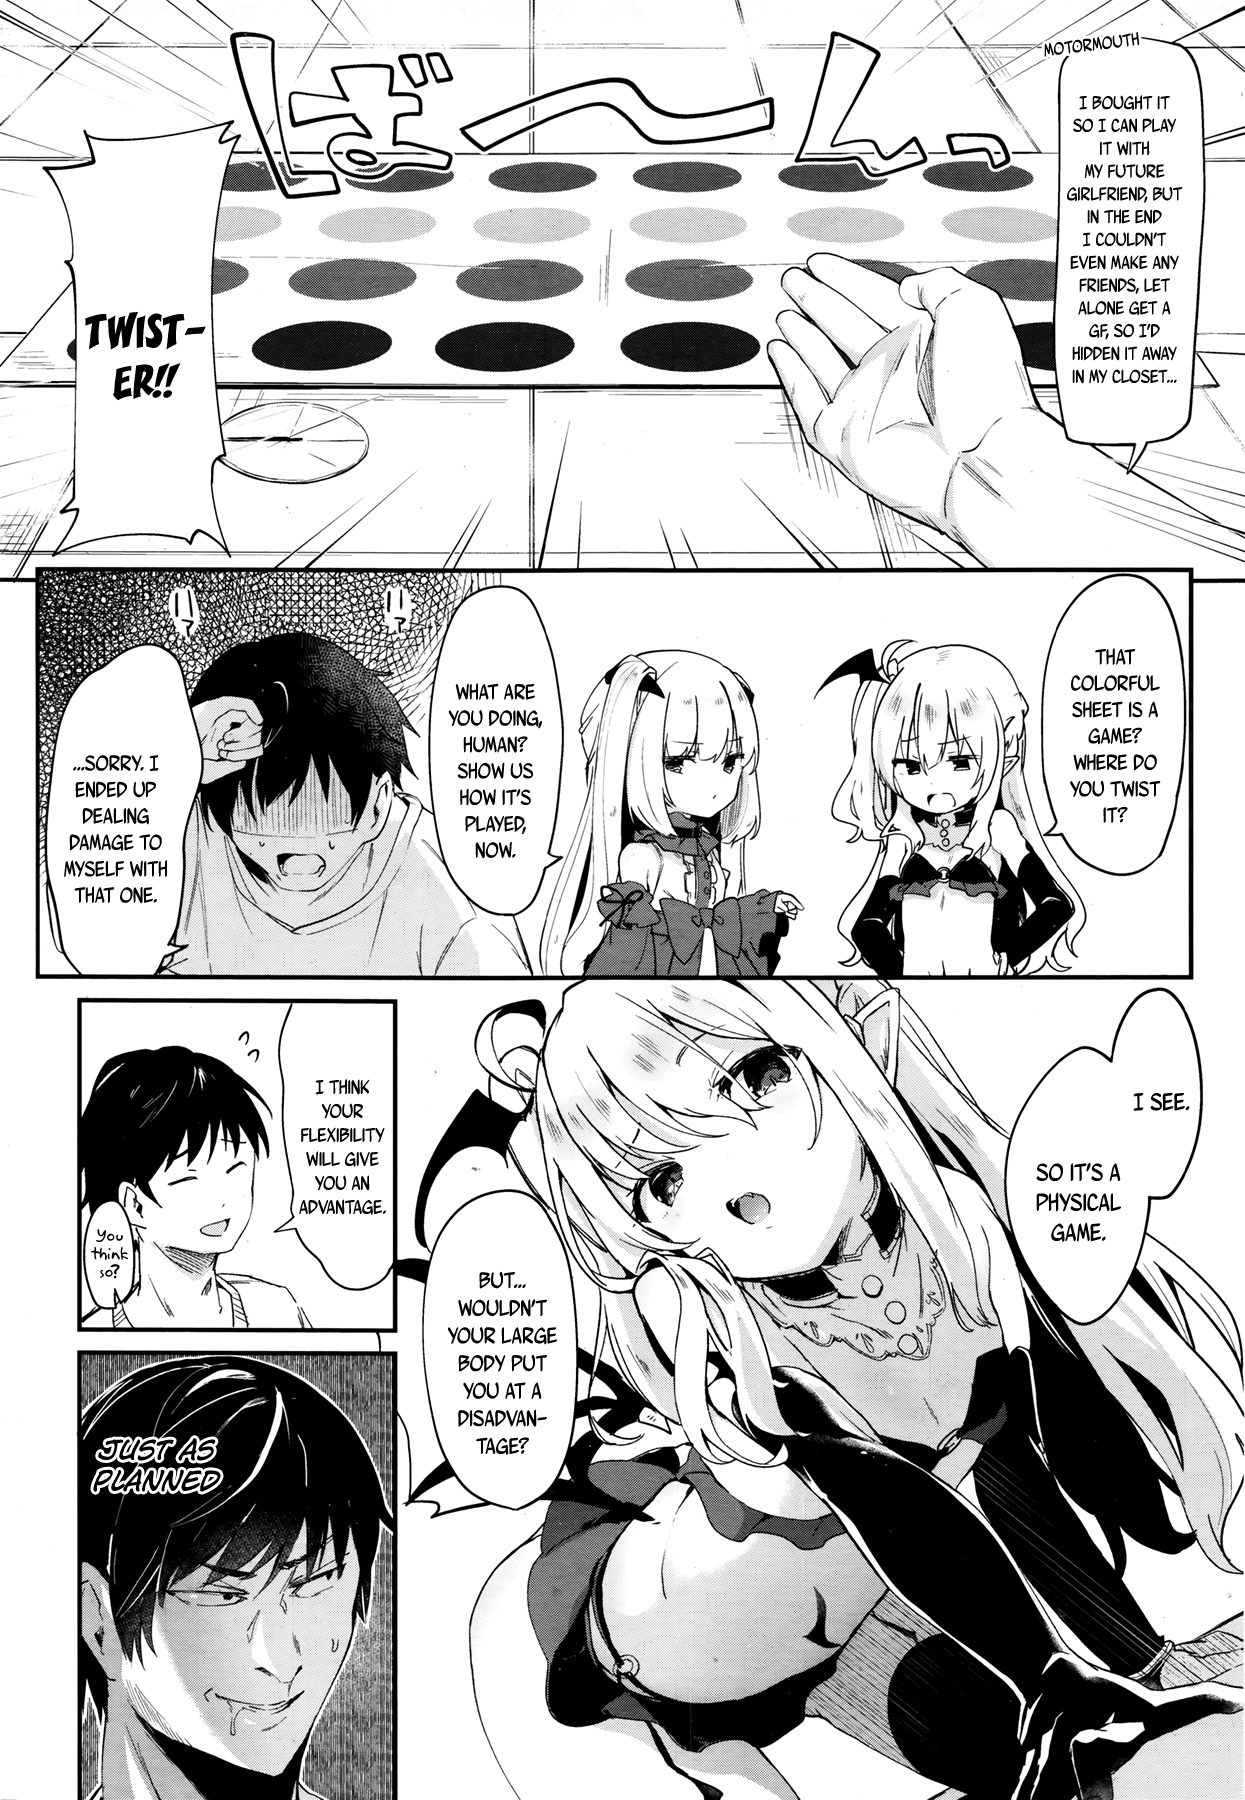 MOTORMOUTH
I BOUGHT IT
SO I CAN PLAY
IT WITH
MY FUTURE
GIRLFRIEND, BUT
IN THE END
I COULDN'T
EVEN MAKE ANY
FRIENDS, LET
ALONE GET A
GF, SO I'D
HIDDEN IT AWAY
IN MY CLOSET...
ば〜んっ
TWIST-
ER!!
THAT
COLORFUL
SHEET IS A
GAME?
WHERE DO
YOU TWIST
IT?
WHAT ARE
YOU DOING,
HUMAN?
SHOW US
HOW IT'S
PLAYED,
NOW.
...SORRY. I
ENDED UP
DEALING
DAMAGE TO
MYSELF WITH
THAT ONE.
I SEE.
SO IT'S A
PHYSICAL
GAME.
BUT...
WOULDN'T
YOUR LARGE
BODY PUT
YOU AT A
DISADVAN-
TAGE?
I THINK
YOUR
FLEXIBILITY
WILL GIVE
YOU AN
ADVANTAGE.
You
think
so?
JUST AS
PLANNED